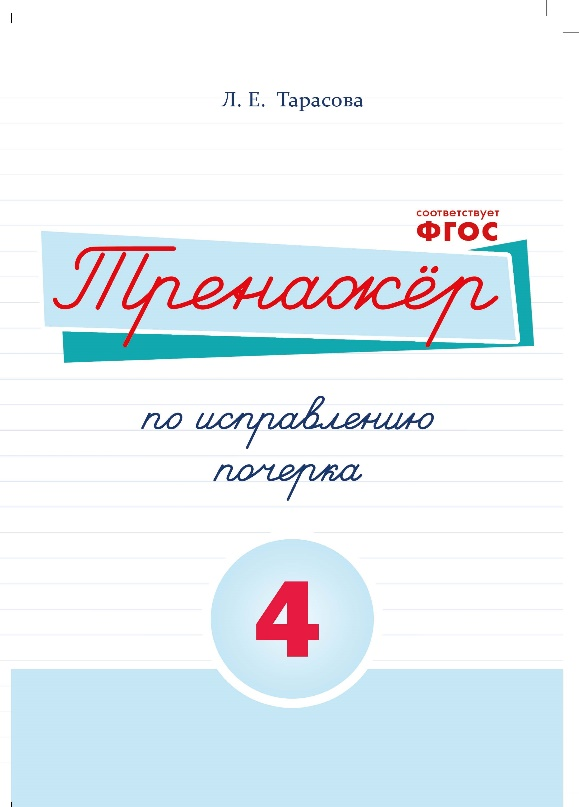 Л. Е. Тарасова
соответствует
ФГОС
Тренажёр
по исправлению
почерка
4